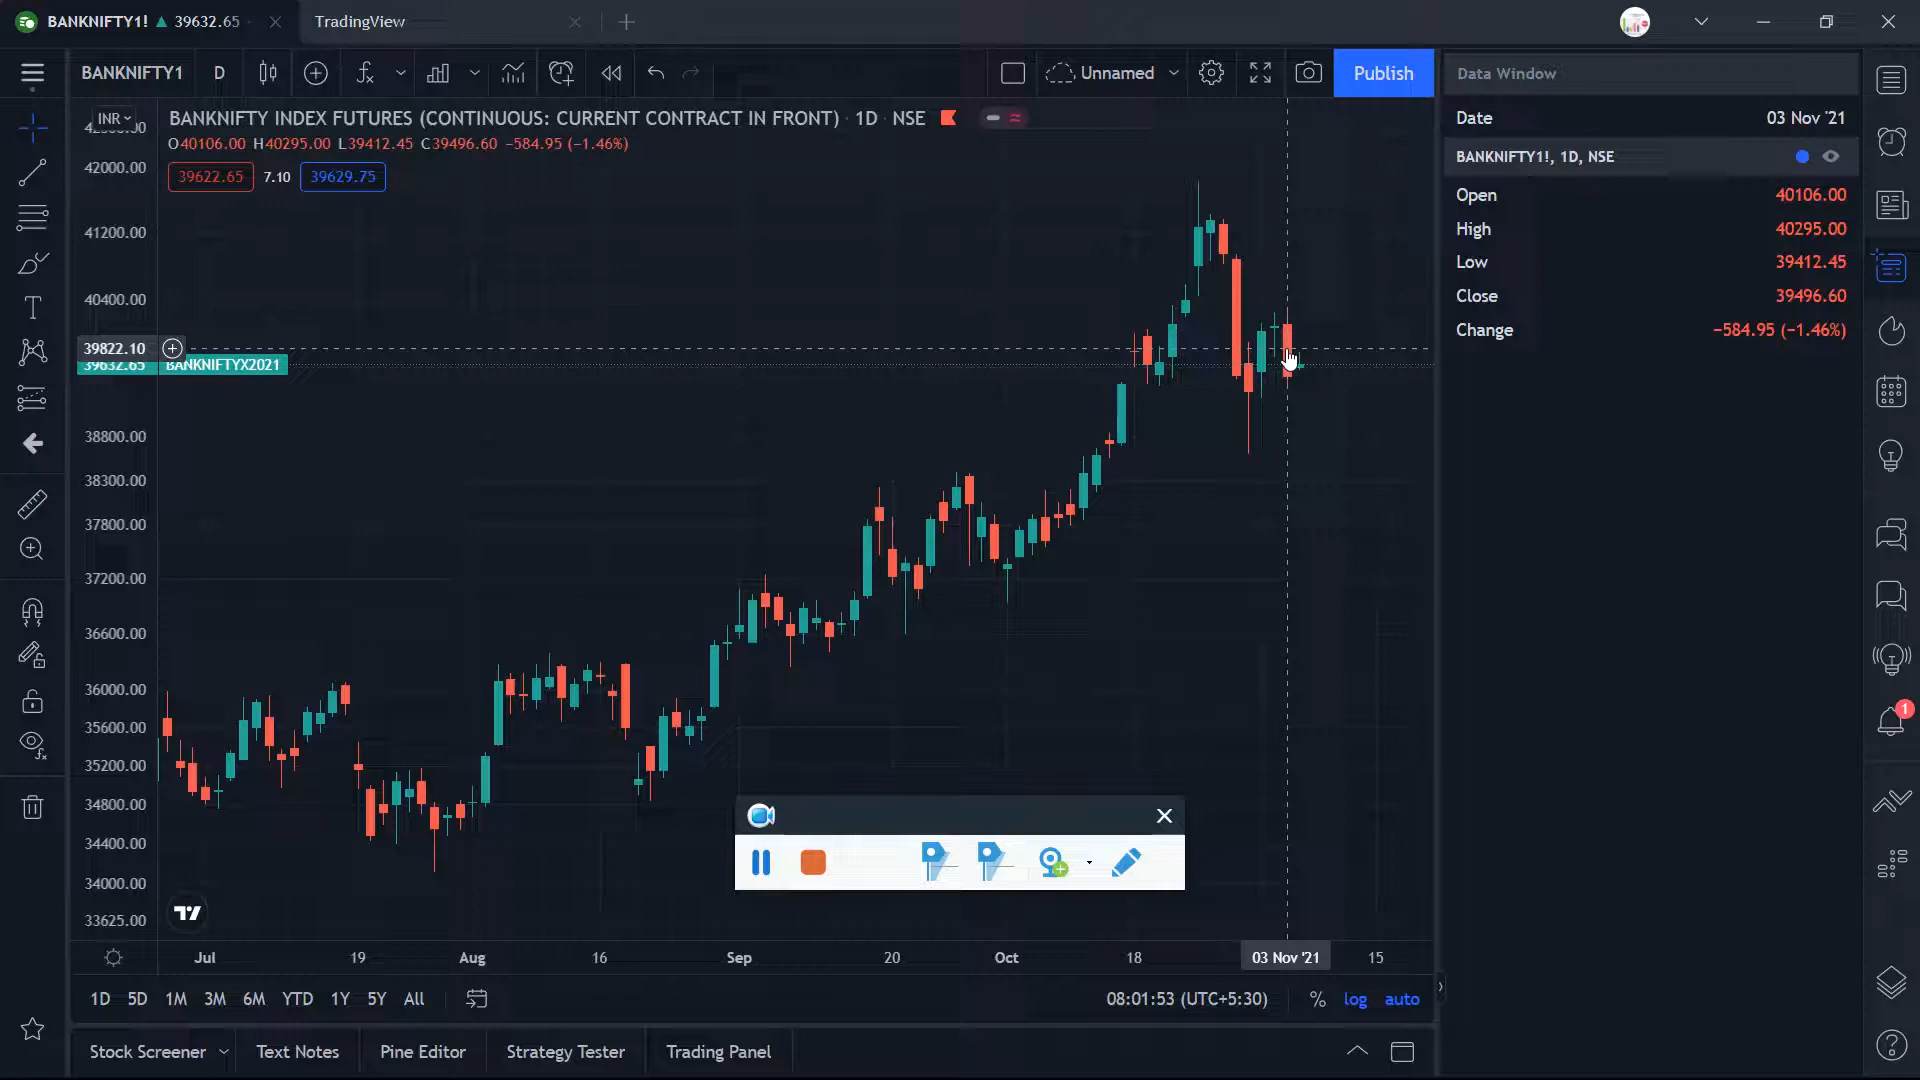 BANKNIFTY1! ▲ 39632.65
TradingView
BANKNIFTY1 D
Unnamed
Publish
Data Window
INR
BANKNIFTY INDEX FUTURES (CONTINUOUS: CURRENT CONTRACT IN FRONT) · 1D · NSE
O40106.00 H40295.00 L39412.45 C39496.60 −584.95 (−1.46%)
39622.65 7.10 39629.75
Date 03 Nov '21
BANKNIFTY1!, 1D, NSE
Open 40106.00
High 40295.00
Low 39412.45
Close 39496.60
Change −584.95 (−1.46%)
42000.00
41200.00
40400.00
39822.10
39632.65 BANKNIFTYX2021
38800.00
38300.00
37800.00
37200.00
36600.00
36000.00
35600.00
35200.00
34800.00
34400.00
34000.00
33625.00
1
Jul 19 Aug 16 Sep 20 Oct 18 03 Nov '21 15
1D 5D 1M 3M 6M YTD 1Y 5Y All
08:01:53 (UTC+5:30) % log auto
Stock Screener Text Notes Pine Editor Strategy Tester Trading Panel